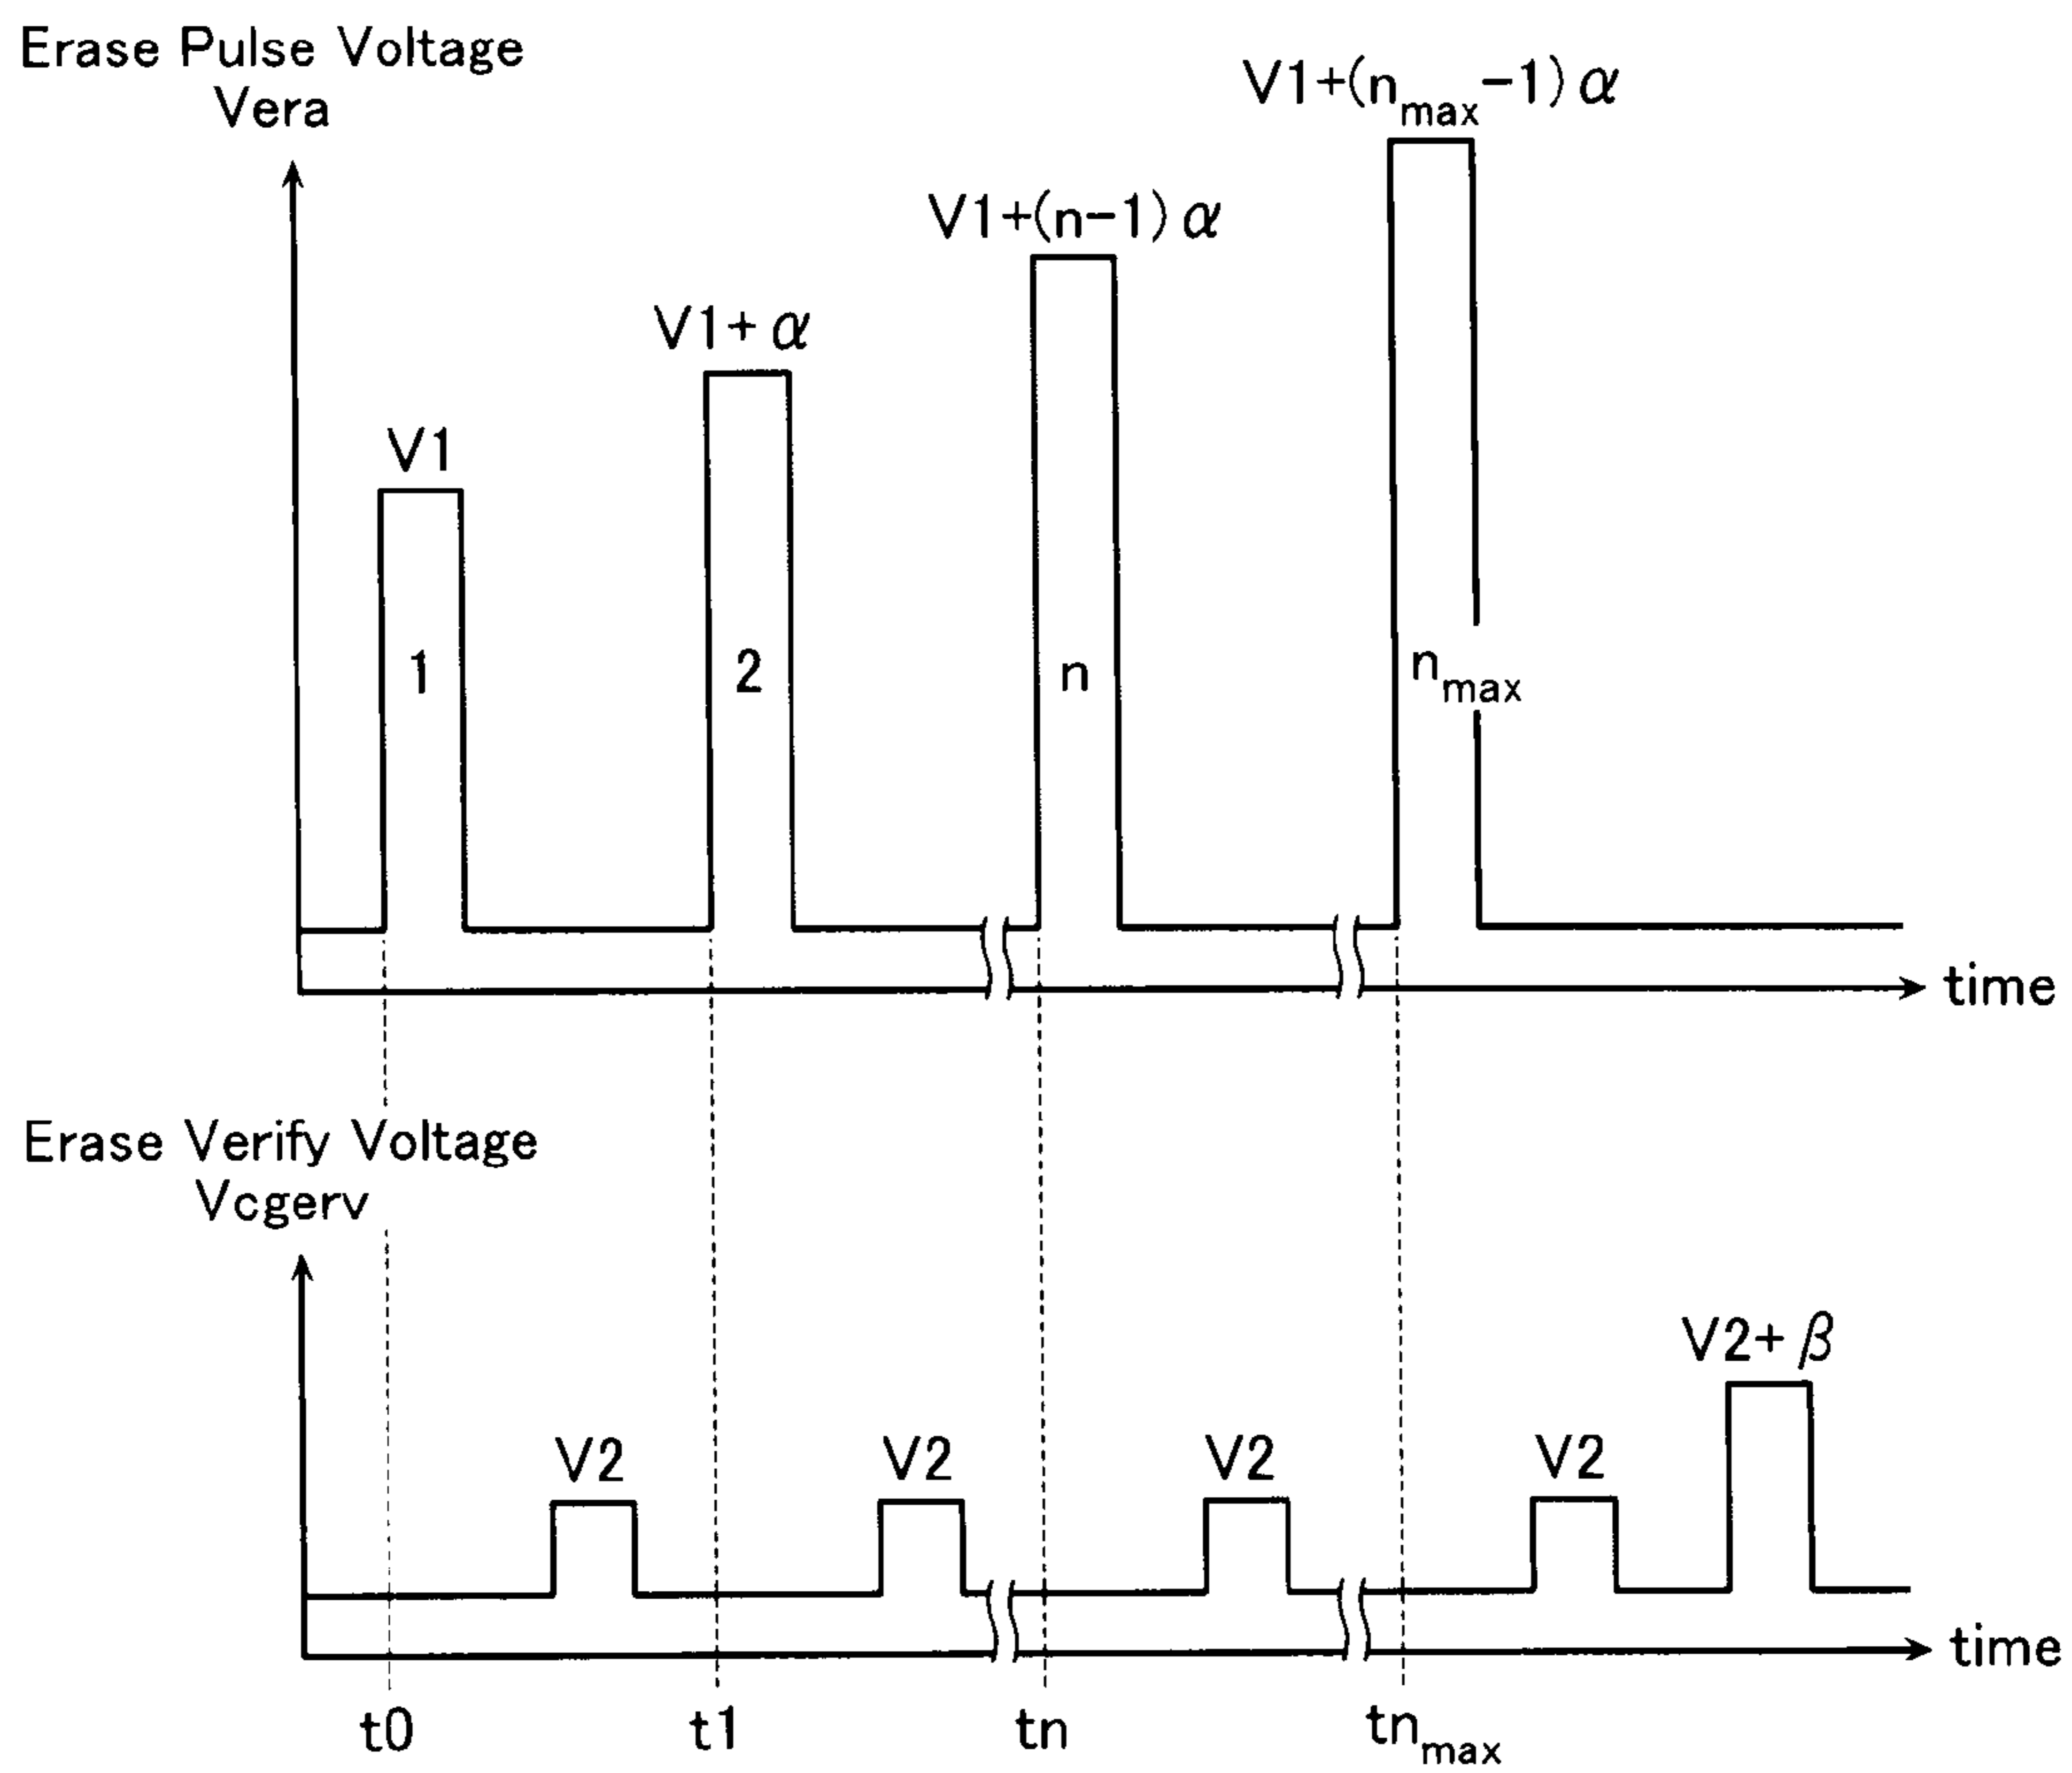 Erase Pulse Voltage
Vera
V1
V1+α
V1+(n-1)α
V1+(nmax-1)α
1
2
n
nmax
time
Erase Verify Voltage
Vcgerv
V2
V2
V2
V2
V2+β
time
t0
t1
tn
tnmax